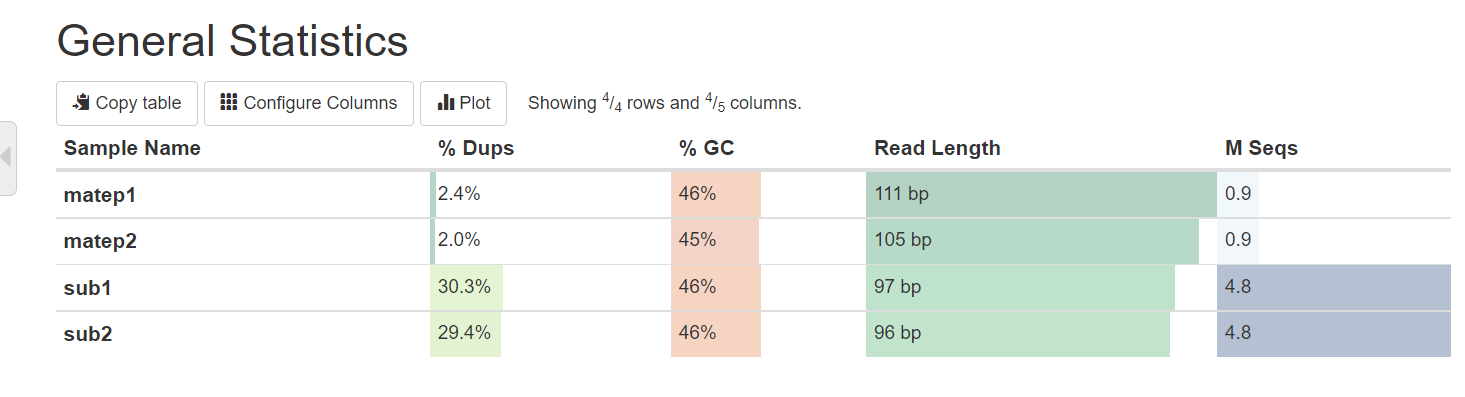 General Statistics
Copy table Configure Columns Plot Showing 4/4 rows and 4/5 columns.
Sample Name % Dups % GC Read Length M Seqs
matep1 2.4% 46% 111 bp 0.9
matep2 2.0% 45% 105 bp 0.9
sub1 30.3% 46% 97 bp 4.8
sub2 29.4% 46% 96 bp 4.8